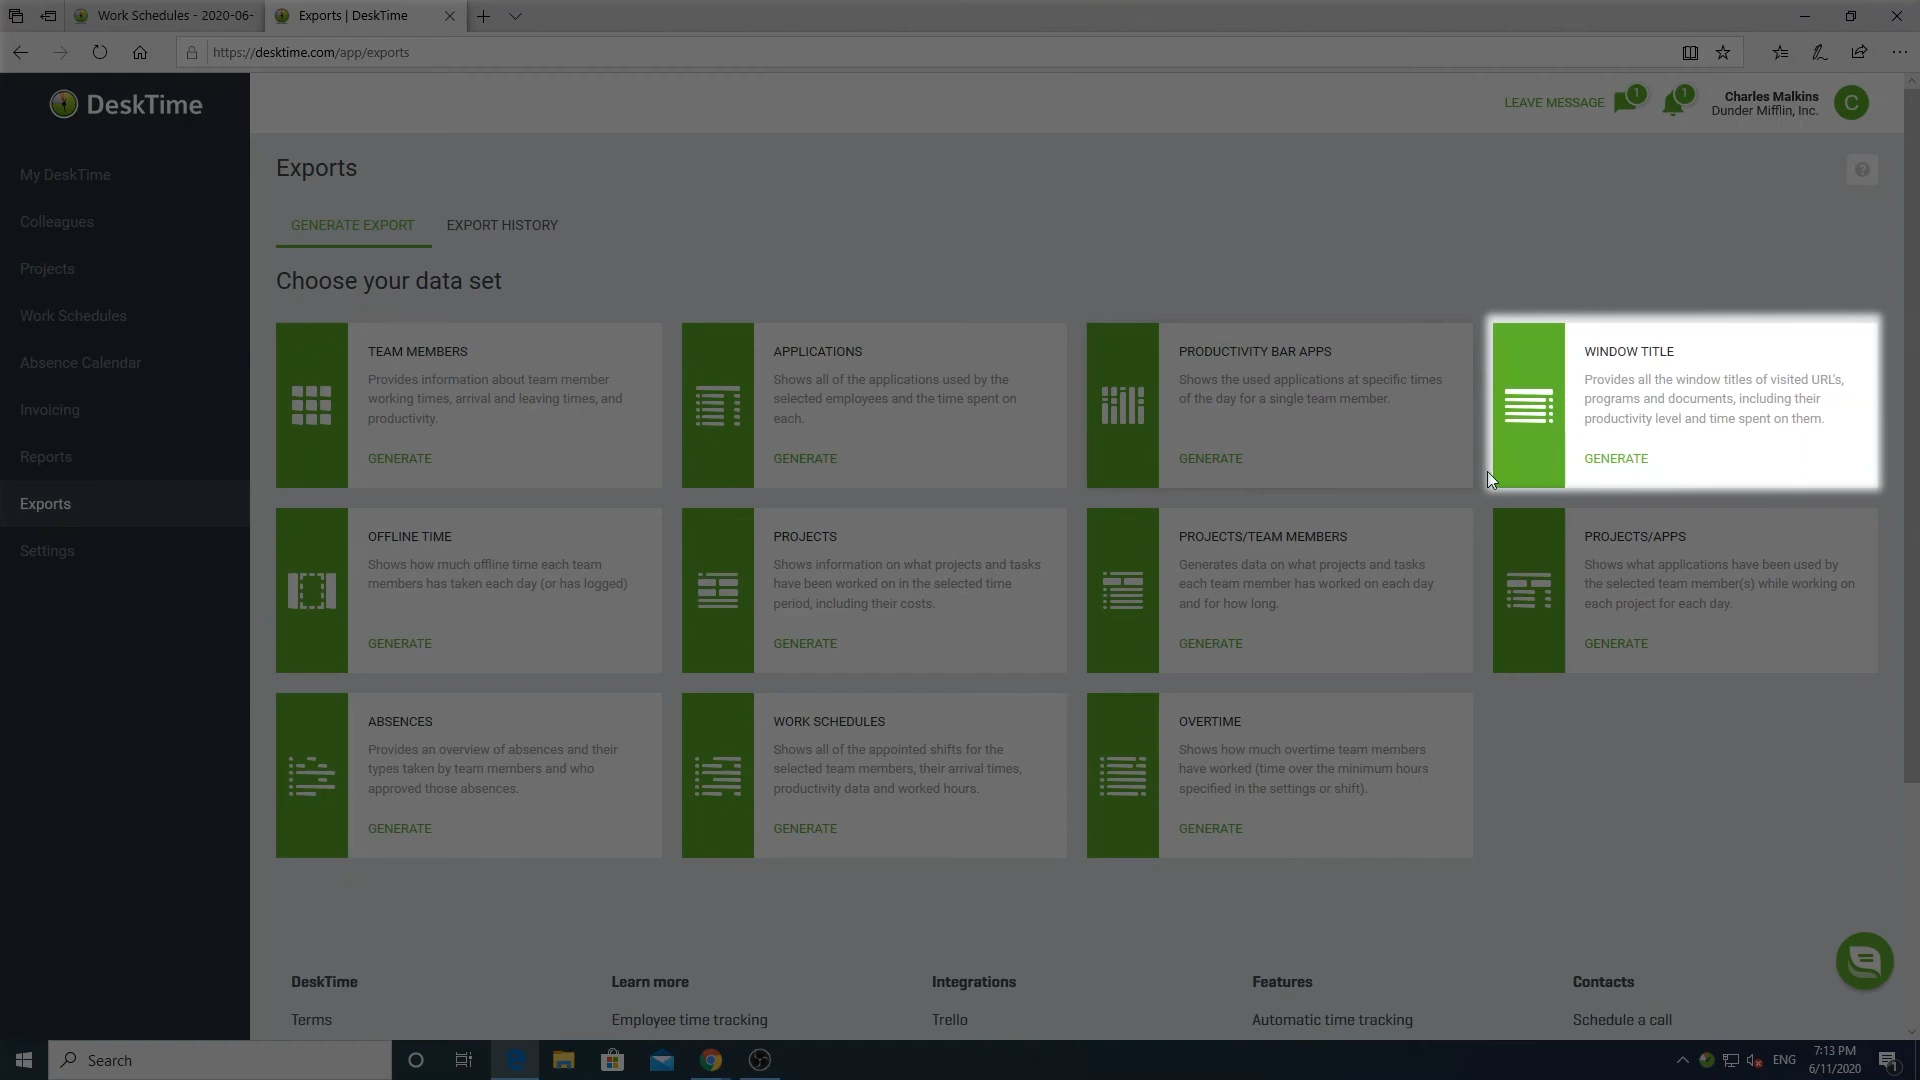 Work Schedules - 2020-06-
Exports | DeskTime
https://desktime.com/app/exports
DeskTime
LEAVE MESSAGE
1
1
Charles Malkins
Dunder Mifflin, Inc.
C
My DeskTime
Colleagues
Projects
Work Schedules
Absence Calendar
Invoicing
Reports
Exports
Settings
Exports
?
GENERATE EXPORT
EXPORT HISTORY
Choose your data set
TEAM MEMBERS
Provides information about team member
working times, arrival and leaving times, and
productivity.
GENERATE
APPLICATIONS
Shows all of the applications used by the
selected employees and the time spent on
each.
GENERATE
PRODUCTIVITY BAR APPS
Shows the used applications at specific times
of the day for a single team member.
GENERATE
WINDOW TITLE
Provides all the window titles of visited URL's,
programs and documents, including their
productivity level and time spent on them.
GENERATE
OFFLINE TIME
Shows how much offline time each team
members has taken each day (or has logged)
GENERATE
PROJECTS
Shows information on what projects and tasks
have been worked on in the selected time
period, including their costs.
GENERATE
PROJECTS/TEAM MEMBERS
Generates data on what projects and tasks
each team member has worked on each day
and for how long.
GENERATE
PROJECTS/APPS
Shows what applications have been used by
the selected team member(s) while working on
each project for each day.
GENERATE
ABSENCES
Provides an overview of absences and their
types taken by team members and who
approved those absences.
GENERATE
WORK SCHEDULES
Shows all of the appointed shifts for the
selected team members, their arrival times,
productivity data and worked hours.
GENERATE
OVERTIME
Shows how much overtime team members
have worked (time over the minimum hours
specified in the settings or shift).
GENERATE
DeskTime
Terms
Learn more
Employee time tracking
Integrations
Trello
Features
Automatic time tracking
Contacts
Schedule a call
Search
ENG
7:13 PM
6/11/2020
1